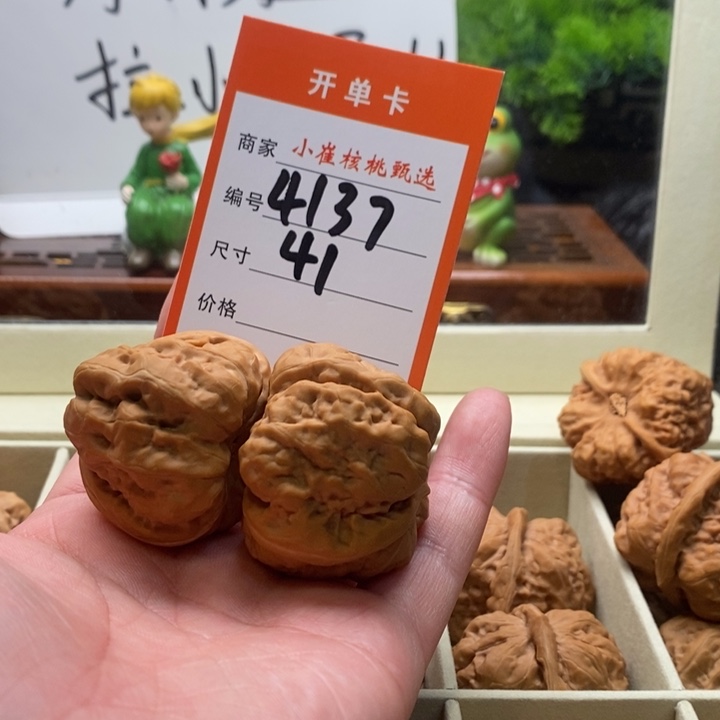 开单卡
商家 小崔核桃甄选
编号 4137
尺寸 41
价格